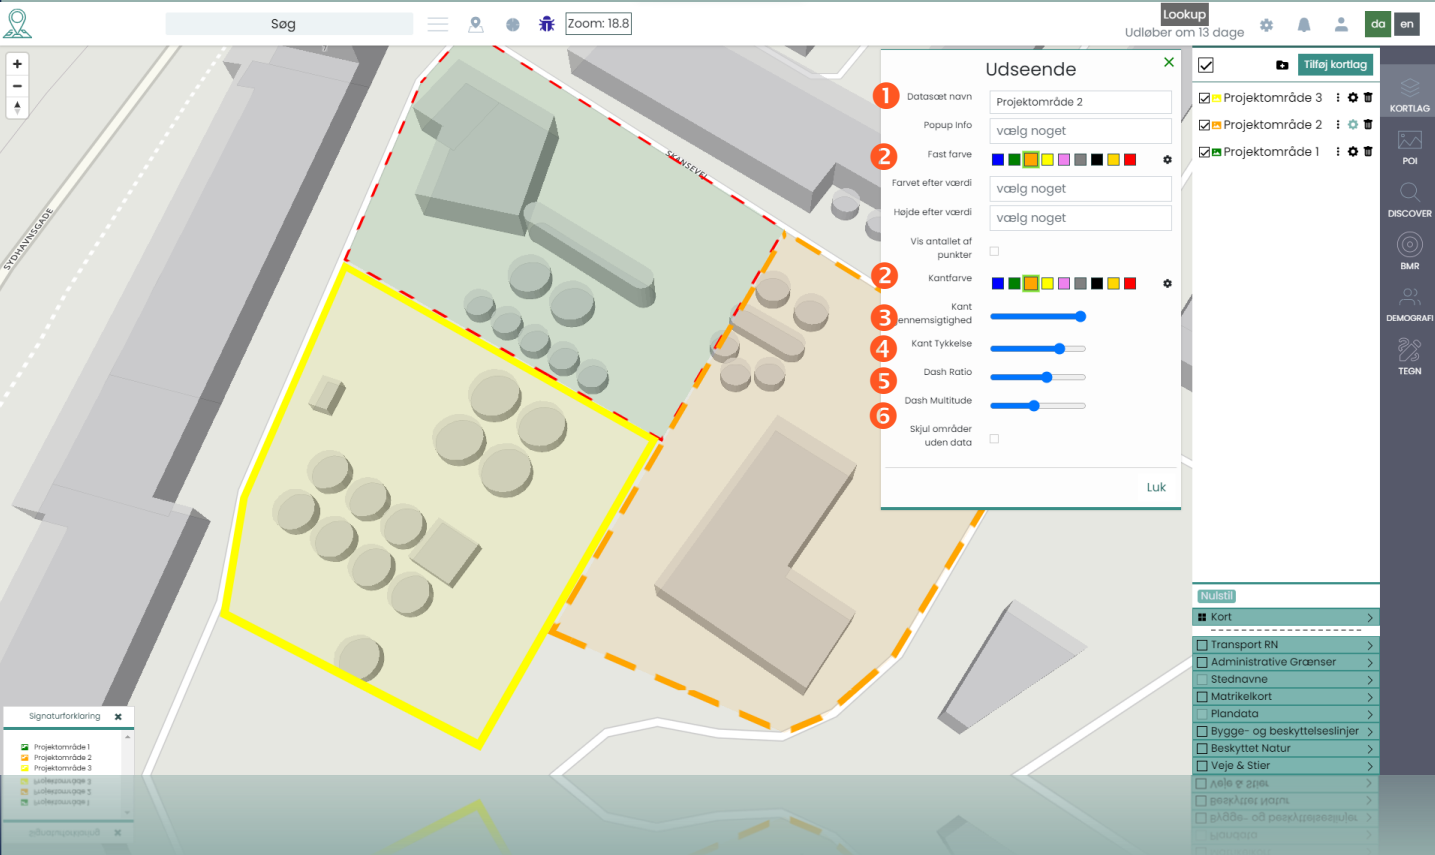 Søg
Zoom: 18.8
Lookup
Udløber om 13 dage
da
en
SKANSEVEJ
SYDHAVNSGADE
Udseende
1
Datasæt navn
Projektområde 2
Popup Info
vælg noget
2
Fast farve
Farvet efter værdi
vælg noget
Højde efter værdi
vælg noget
Vis antallet af
punkter
2
Kantfarve
3
Kant
ennemsigtighed
4
Kant Tykkelse
5
Dash Ratio
6
Dash Multitude
Skjul områder
uden data
Luk
Tilføj kortlag
Projektområde 3
Projektområde 2
Projektområde 1
KORTLAG
POI
DISCOVER
BMR
DEMOGRAFI
TEGN
Nulstil
Kort
Transport RN
Administrative Grænser
Stednavne
Matrikelkort
Plandata
Bygge- og beskyttelseslinjer
Beskyttet Natur
Veje & Stier
Signaturforklaring
Projektområde 1
Projektområde 2
Projektområde 3